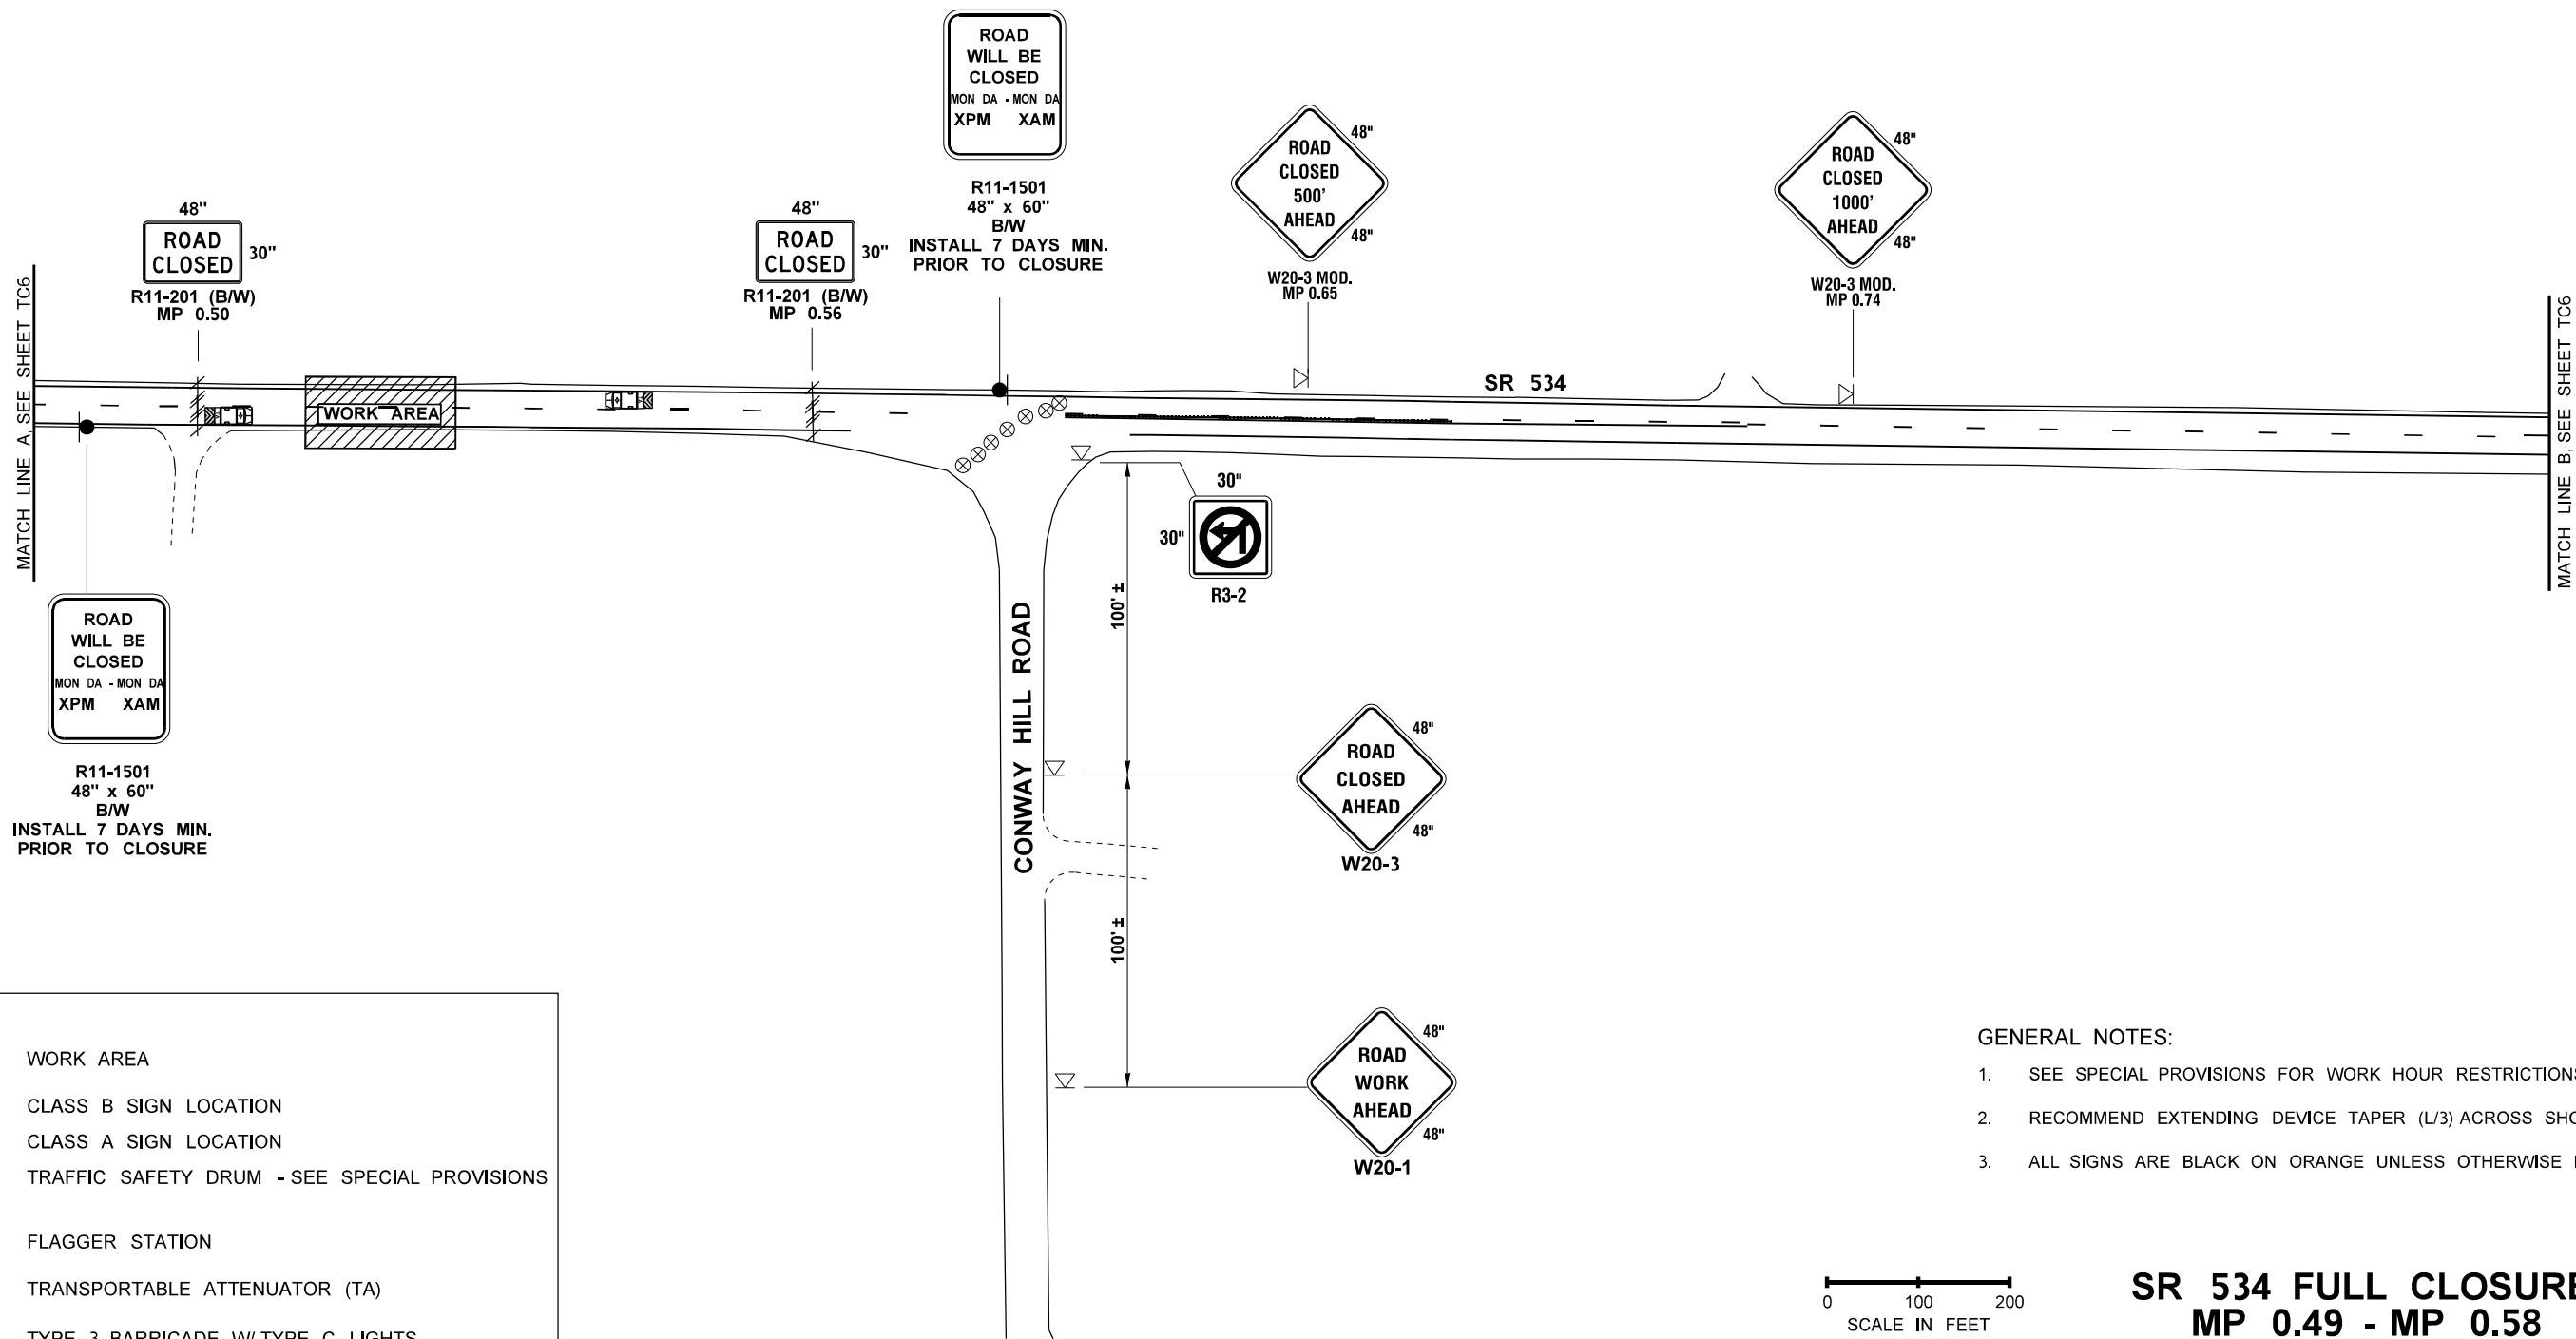 ROAD
WILL BE
CLOSED
MON DA - MON DA
XPM XAM
R11-1501
48" x 60"
B/W
INSTALL 7 DAYS MIN.
PRIOR TO CLOSURE
48"
ROAD
CLOSED
30"
R11-201 (B/W)
MP 0.50
48"
ROAD
CLOSED
30"
R11-201 (B/W)
MP 0.56
ROAD
CLOSED
500'
AHEAD
48"
48"
W20-3 MOD.
MP 0.65
ROAD
CLOSED
1000'
AHEAD
48"
48"
W20-3 MOD.
MP 0.74
MATCH LINE A, SEE SHEET TC6
WORK AREA
SR 534
MATCH LINE B, SEE SHEET TC6
30"
30"
R3-2
100' ±
CONWAY HILL ROAD
ROAD
WILL BE
CLOSED
MON DA - MON DA
XPM XAM
R11-1501
48" x 60"
B/W
INSTALL 7 DAYS MIN.
PRIOR TO CLOSURE
ROAD
CLOSED
AHEAD
48"
48"
W20-3
100' ±
ROAD
WORK
AHEAD
48"
48"
W20-1
WORK AREA
CLASS B SIGN LOCATION
CLASS A SIGN LOCATION
TRAFFIC SAFETY DRUM - SEE SPECIAL PROVISIONS
FLAGGER STATION
TRANSPORTABLE ATTENUATOR (TA)
TYPE 3 BARRICADE W/ TYPE C LIGHTS
GENERAL NOTES:
1. SEE SPECIAL PROVISIONS FOR WORK HOUR RESTRICTIONS
2. RECOMMEND EXTENDING DEVICE TAPER (L/3) ACROSS
3. ALL SIGNS ARE BLACK ON ORANGE UNLESS OTHERWISE
0 100 200
SCALE IN FEET
SR 534 FULL CLOSURE
MP 0.49 - MP 0.58